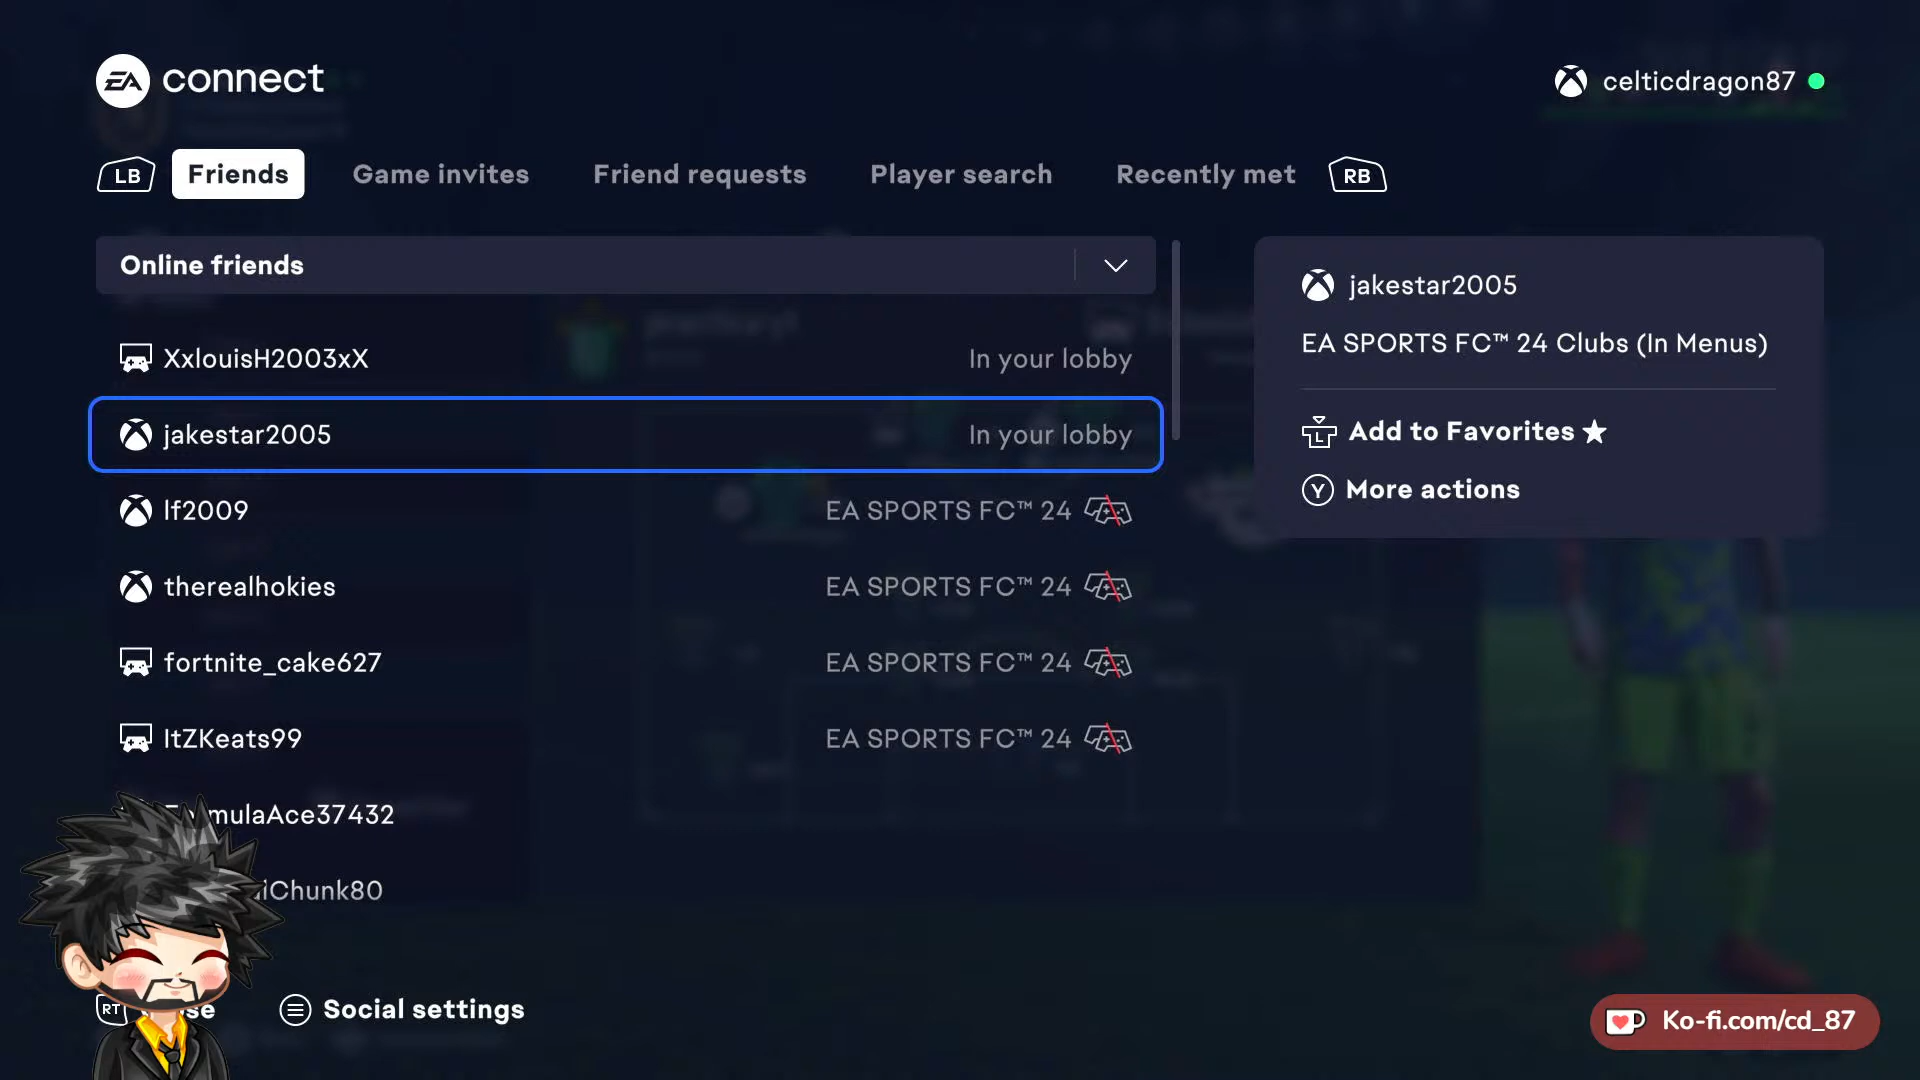 EA connect
celticdragon87
LB Friends Game invites Friend requests Player search Recently met RB
Online friends
XxlouisH2003xX In your lobby
jakestar2005 In your lobby
lf2009 EA SPORTS FC™ 24
therealhokies EA SPORTS FC™ 24
fortnite_cake627 EA SPORTS FC™ 24
ItZKeats99 EA SPORTS FC™ 24
mulaAce37432
lChunk80
jakestar2005
EA SPORTS FC™ 24 Clubs (In Menus)
L Add to Favorites ★
Y More actions
RT se Social settings
Ko-fi.com/cd_87